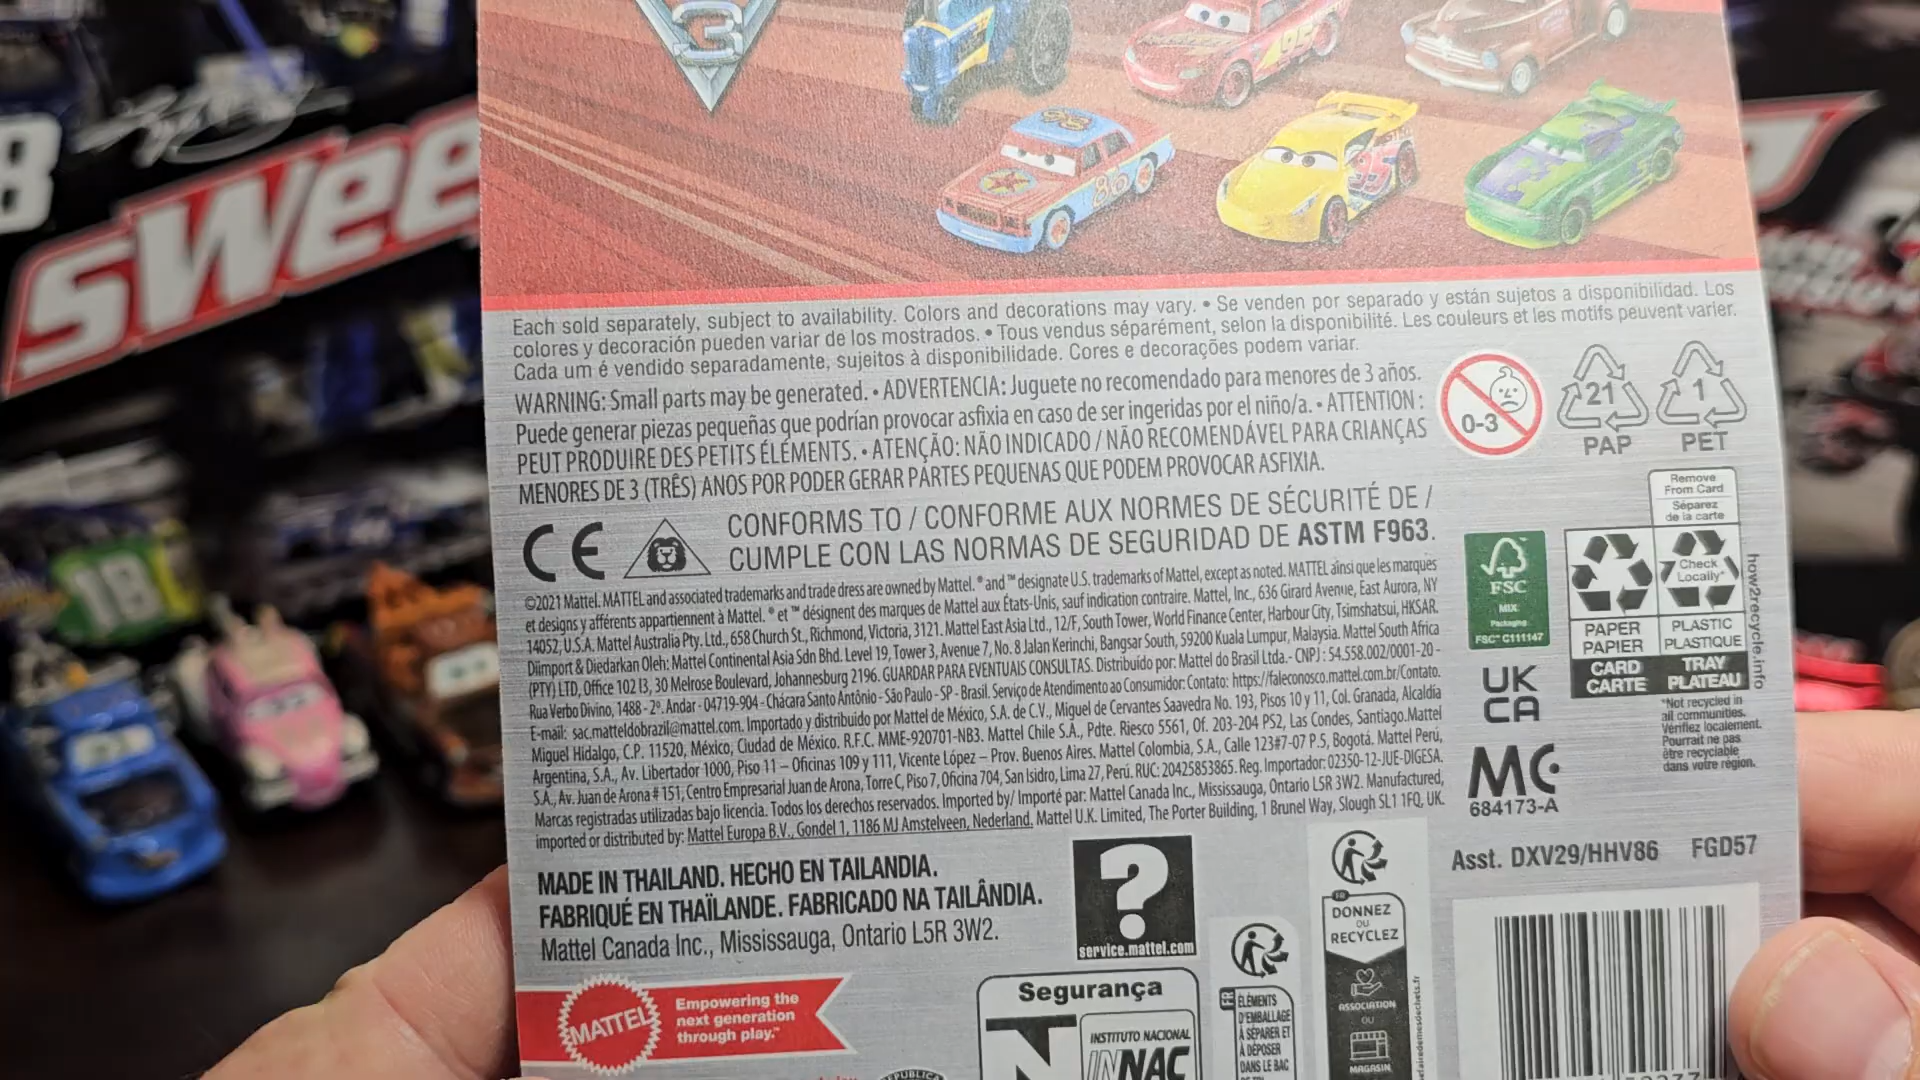 3
95
8
SWee
98
98
18
Each sold separately, subject to availability. Colors and decorations may vary. • Se venden por separado y están sujetos a disponibilidad. Los
colores y decoración pueden variar de los mostrados. • Tous vendus séparément, selon la disponibilité. Les couleurs et les motifs peuvent varier.
Cada um é vendido separadamente, sujeitos à disponibilidade. Cores e decorações podem variar.
WARNING: Small parts may be generated. • ADVERTENCIA: Juguete no recomendado para menores de 3 años.
Puede generar piezas pequeñas que podrían provocar asfixia en caso de ser ingeridas por el niño/a. • ATTENTION :
PEUT PRODUIRE DES PETITS ÉLÉMENTS. • ATENÇÃO: NÃO INDICADO / NÃO RECOMENDÁVEL PARA CRIANÇAS
MENORES DE 3 (TRÊS) ANOS POR PODER GERAR PARTES PEQUENAS QUE PODEM PROVOCAR ASFIXIA.
0-3
21
PAP
1
PET
CE
CONFORMS TO / CONFORME AUX NORMES DE SÉCURITÉ DE /
CUMPLE CON LAS NORMAS DE SEGURIDAD DE ASTM F963.
©2021 Mattel. MATTEL and associated trademarks and trade dress are owned by Mattel. ® and ™ designate U.S. trademarks of Mattel, except as noted. MATTEL ainsi que les marques
et designs y afférents appartiennent à Mattel. ® et ™ désignent des marques de Mattel aux États-Unis, sauf indication contraire. Mattel, Inc., 636 Girard Avenue, East Aurora, NY
14052, U.S.A. Mattel Australia Pty. Ltd., 658 Church St., Richmond, Victoria, 3121. Mattel East Asia Ltd., 12/F, South Tower, World Finance Center, Harbour City, Tsimshatsui, HKSAR.
Diimport & Diedarkan Oleh: Mattel Continental Asia Sdn Bhd. Level 19, Tower 3, Avenue 7, No. 8 Jalan Kerinchi, Bangsar South, 59200 Kuala Lumpur, Malaysia. Mattel South Africa
(PTY) LTD, Office 102 I3, 30 Melrose Boulevard, Johannesburg 2196. GUARDAR PARA EVENTUAIS CONSULTAS. Distribuído por: Mattel do Brasil Ltda.- CNPJ : 54.558.002/0001-20 -
Rua Verbo Divino, 1488 - 2º. Andar - 04719-904 - Chácara Santo Antônio - São Paulo - SP - Brasil. Serviço de Atendimento ao Consumidor: Contato: https://faleconosco.mattel.com.br/Contato.
E-mail: sac.matteldobrazil@mattel.com. Importado y distribuido por Mattel de México, S.A. de C.V., Miguel de Cervantes Saavedra No. 193, Pisos 10 y 11, Col. Granada, Alcaldía
Miguel Hidalgo, C.P. 11520, México, Ciudad de México. R.F.C. MME-920701-NB3. Mattel Chile S.A., Pdte. Riesco 5561, Of. 203-204 PS2, Las Condes, Santiago. Mattel
Argentina, S.A., Av. Libertador 1000, Piso 11 – Oficinas 109 y 111, Vicente López – Prov. Buenos Aires. Mattel Colombia, S.A., Calle 123#7-07 P.5, Bogotá. Mattel Perú,
S.A., Av. Juan de Arona # 151, Centro Empresarial Juan de Arona, Torre C, Piso 7, Oficina 704, San Isidro, Lima 27, Perú. RUC: 20425853865. Reg. Importador: 02350-12-JUE-DIGESA.
Marcas registradas utilizadas bajo licencia. Todos los derechos reservados. Imported by/ Importé par: Mattel Canada Inc., Mississauga, Ontario L5R 3W2. Manufactured,
imported or distributed by: Mattel Europa B.V., Gondel 1, 1186 MJ Amstelveen, Nederland. Mattel U.K. Limited, The Porter Building, 1 Brunel Way, Slough SL1 1FQ, UK.
FSC
MIX
Packaging
FSC® C111147
Remove
From Card
Séparez
de la carte
Check
Locally*
PAPER
PAPIER
PLASTIC
PLASTIQUE
CARD
CARTE
TRAY
PLATEAU
how2recycle.info
*Not recycled in
all communities.
Vérifiez localement.
Pourrait ne pas
être recyclable
dans votre région.
UK
CA
MC
684173-A
Asst. DXV29/HHV86 FGD57
MADE IN THAILAND. HECHO EN TAILANDIA.
FABRIQUÉ EN THAÏLANDE. FABRICADO NA TAILÂNDIA.
Mattel Canada Inc., Mississauga, Ontario L5R 3W2.
?
service.mattel.com
MATTEL
Empowering the
next generation
through play.™
Segurança
INSTITUTO NACIONAL
FR
ÉLÉMENTS
D'EMBALLAGE
À SÉPARER ET
À DÉPOSER
DANS LE BAC
FR
DONNEZ
OU
RECYCLEZ
ASSOCIATION
OU
MAGASIN